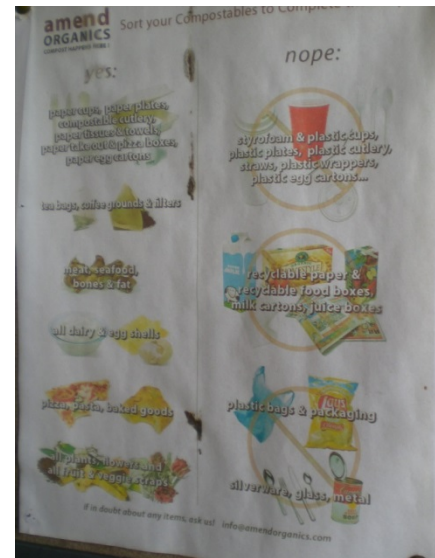 amend
ORGANICS
COMPOST HAPPENS HERE!
Sort your Compostables to Complete
yes:
paper cups, paper plates,
compostable cutlery,
paper tissues & towels,
paper take out & pizza boxes,
paper egg cartons
tea bags, coffee grounds & filters
meat, seafood,
bones & fat
all dairy & egg shells
pizza, pasta, baked goods
all plants, flowers and
all fruit & veggie scraps
nope:
styrofoam & plastic cups,
plastic plates, plastic cutlery,
straws, plastic wrappers,
plastic egg cartons...
recyclable paper &
recyclable food boxes,
milk cartons, juice boxes
plastic bags & packaging
Lay's
silverware, glass, metal
If in doubt about any items, ask us! info@amendorganics.com